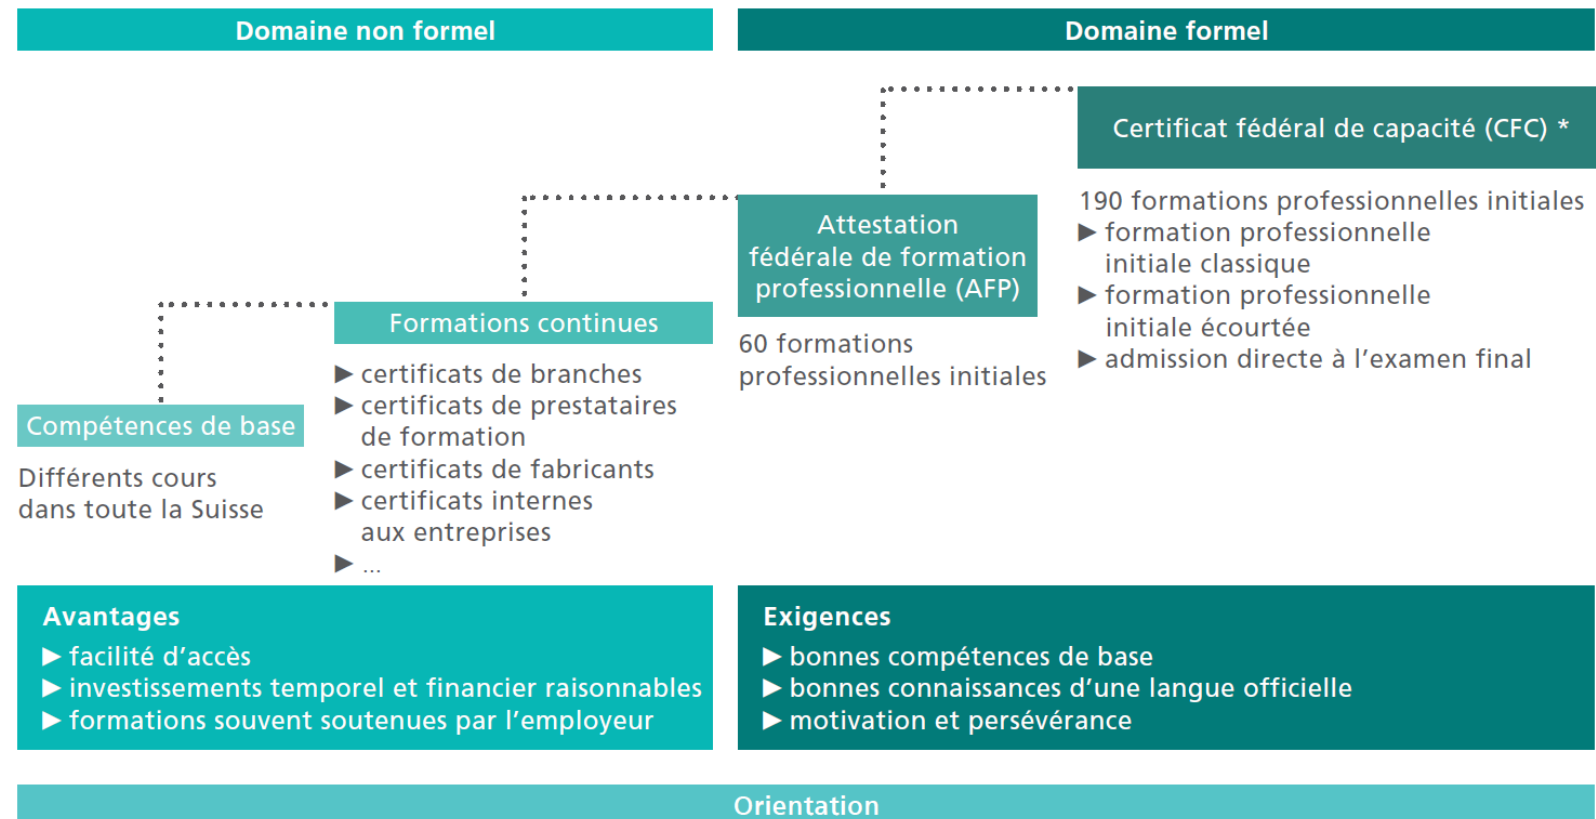 Domaine non formel
Domaine formel
Certificat fédéral de capacité (CFC) *
190 formations professionnelles initiales
▶ formation professionnelle
initiale classique
▶ formation professionnelle
initiale écourtée
▶ admission directe à l’examen final
Attestation
fédérale de formation
professionnelle (AFP)
60 formations
professionnelles initiales
Formations continues
▶ certificats de branches
▶ certificats de prestataires
de formation
▶ certificats de fabricants
▶ certificats internes
aux entreprises
▶ ...
Compétences de base
Différents cours
dans toute la Suisse
Avantages
▶ facilité d’accès
▶ investissements temporel et financier raisonnables
▶ formations souvent soutenues par l’employeur
Exigences
▶ bonnes compétences de base
▶ bonnes connaissances d’une langue officielle
▶ motivation et persévérance
Orientation